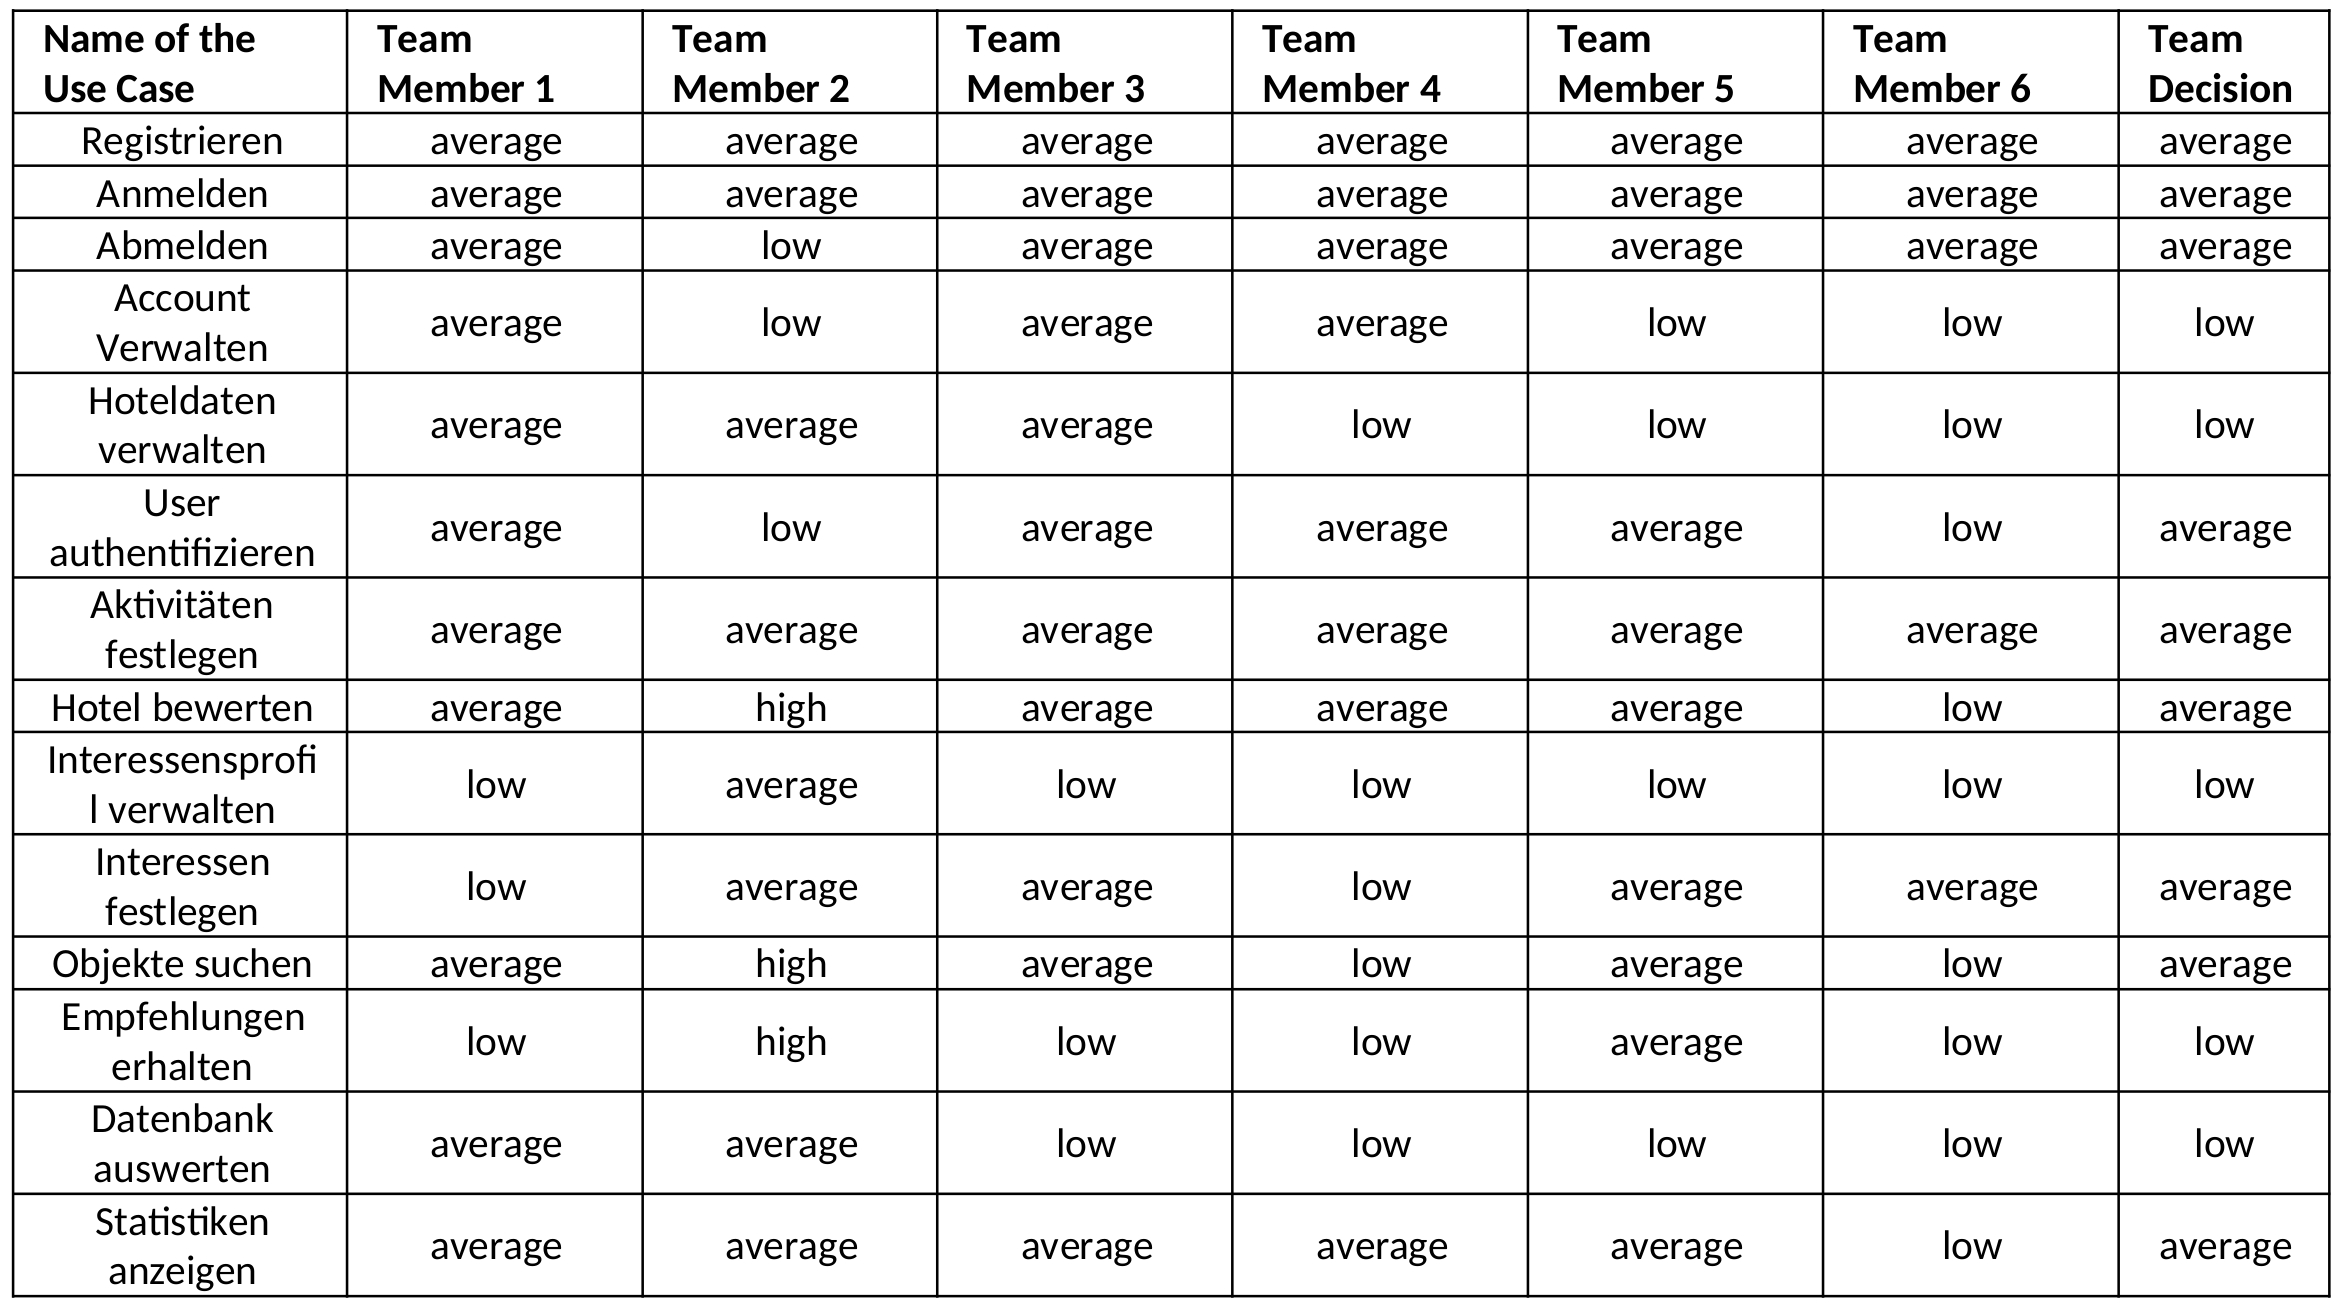 Name of the Use Case Team Member 1 Team Member 2 Team Member 3 Team Member 4 Team Member 5 Team Member 6 Team Decision
Registrieren average average average average average average average
Anmelden average average average average average average average
Abmelden average low average average average average average
Account Verwalten average low average average low low low
Hoteldaten verwalten average average average low low low low
User authentifizieren average low average average average low average
Aktivitäten festlegen average average average average average average average
Hotel bewerten average high average average average low average
Interessensprofil verwalten low average low low low low low
Interessen festlegen low average average low average average average
Objekte suchen average high average low average low average
Empfehlungen erhalten low high low low average low low
Datenbank auswerten average average low low low low low
Statistiken anzeigen average average average average average low average